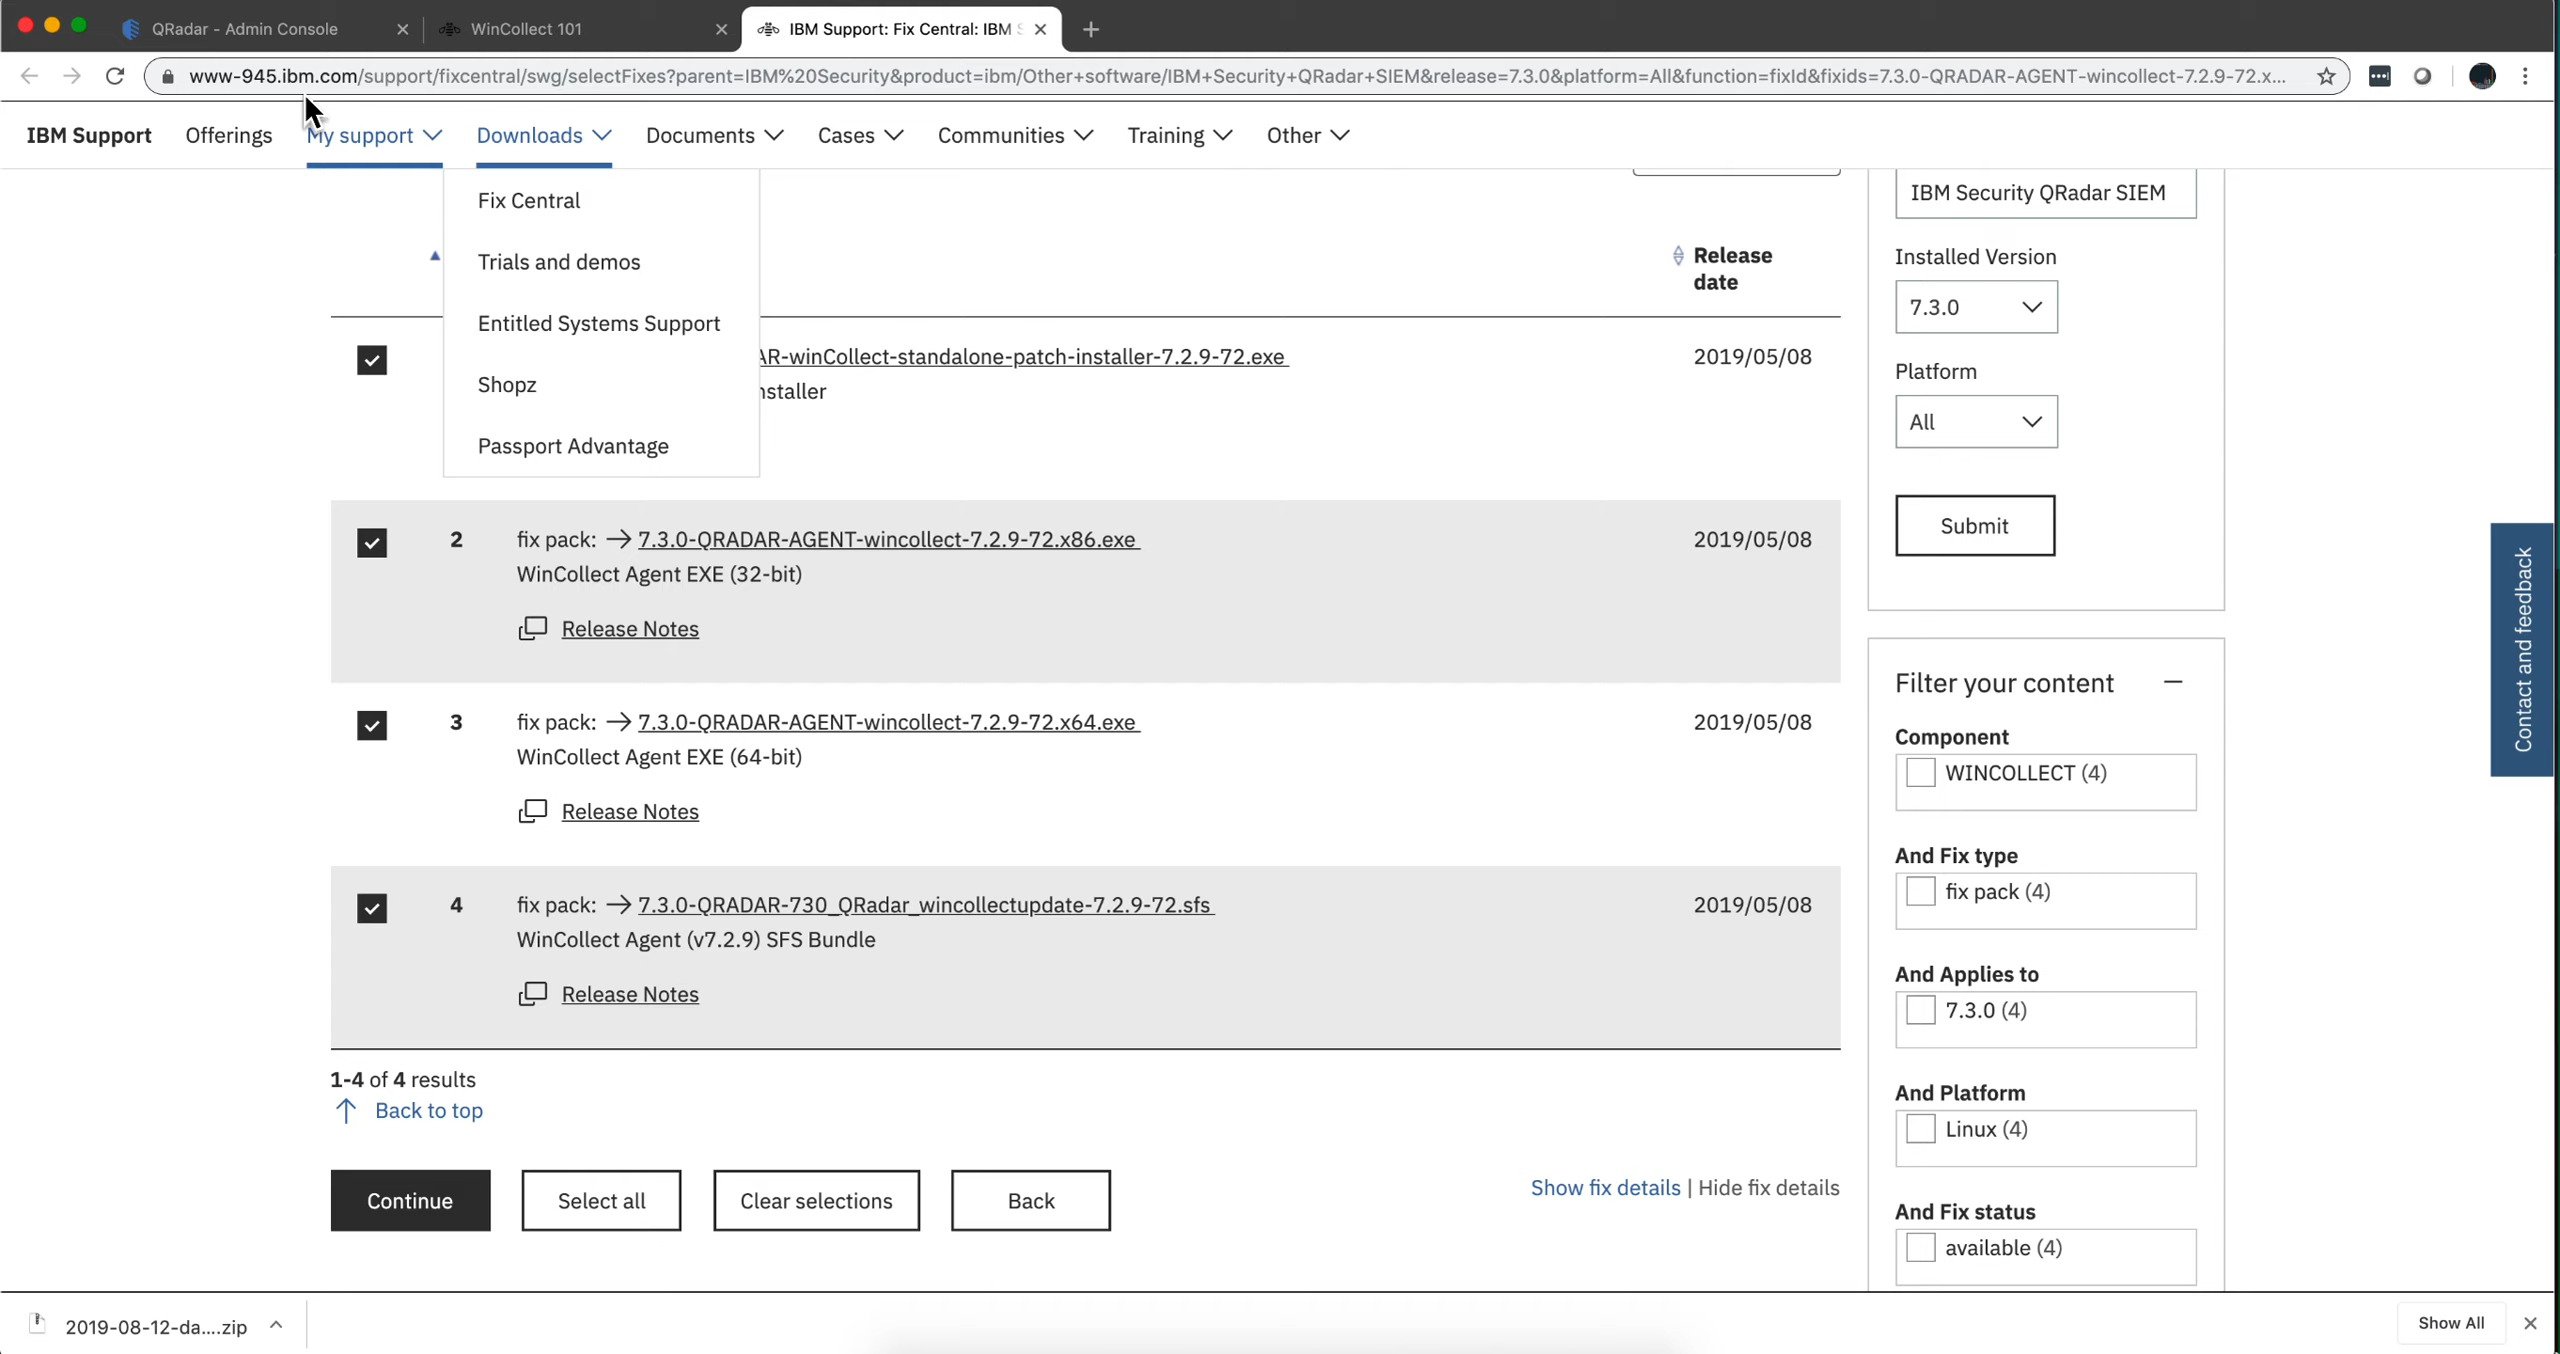 QRadar - Admin Console
WinCollect 101
IBM Support: Fix Central: IBM S
www-945.ibm.com/support/fixcentral/swg/selectFixes?parent=IBM%20Security&product=ibm/Other+software/IBM+Security+QRadar+SIEM&release=7.3.0&platform=All&function=fixId&fixids=7.3.0-QRADAR-AGENT-wincollect-7.2.9-72.x...
IBM Support Offerings My support Downloads Documents Cases Communities Training Other
Fix Central
Trials and demos
Entitled Systems Support
Shopz
Passport Advantage
Release
date
AR-winCollect-standalone-patch-installer-7.2.9-72.exe 2019/05/08
nstaller
2 fix pack: → 7.3.0-QRADAR-AGENT-wincollect-7.2.9-72.x86.exe 2019/05/08
WinCollect Agent EXE (32-bit)
Release Notes
3 fix pack: → 7.3.0-QRADAR-AGENT-wincollect-7.2.9-72.x64.exe 2019/05/08
WinCollect Agent EXE (64-bit)
Release Notes
4 fix pack: → 7.3.0-QRADAR-730_QRadar_wincollectupdate-7.2.9-72.sfs 2019/05/08
WinCollect Agent (v7.2.9) SFS Bundle
Release Notes
1-4 of 4 results
Back to top
Continue Select all Clear selections Back
Show fix details | Hide fix details
IBM Security QRadar SIEM
Installed Version
7.3.0
Platform
All
Submit
Filter your content
Component
WINCOLLECT (4)
And Fix type
fix pack (4)
And Applies to
7.3.0 (4)
And Platform
Linux (4)
And Fix status
available (4)
Contact and feedback
2019-08-12-da....zip
Show All